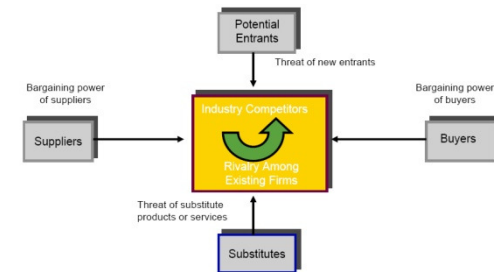 Potential
Entrants
Threat of new entrants
Bargaining power
of suppliers
Bargaining power
of buyers
Industry Competitors
Suppliers
Buyers
Rivalry Among
Existing Firms
Threat of substitute
products or services
Substitutes